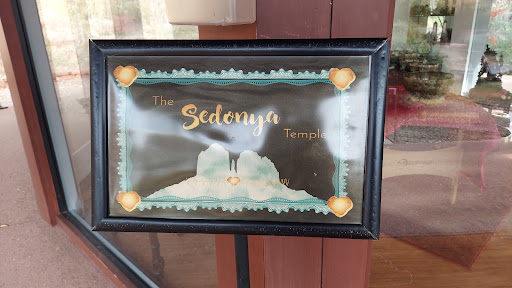 The
Sedonya
Temple